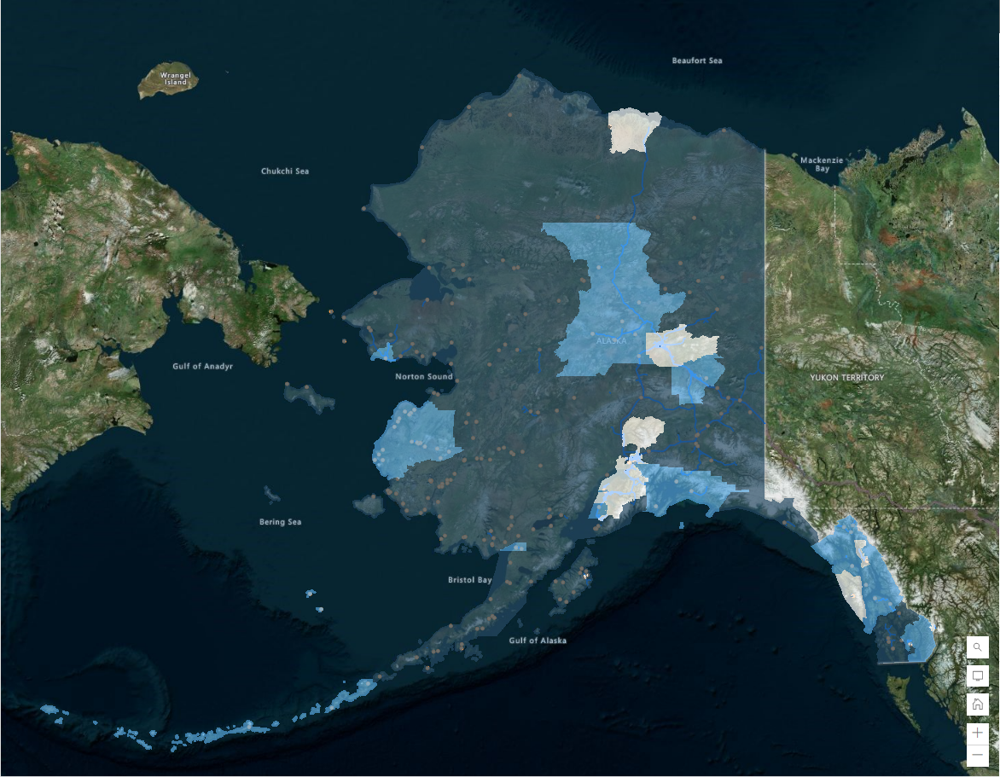 Beaufort Sea
Wrangel
Island
Mackenzie
Bay
Chukchi Sea
ALASKA
Gulf of Anadyr
Norton Sound
YUKON TERRITORY
Bering Sea
Bristol Bay
Gulf of Alaska